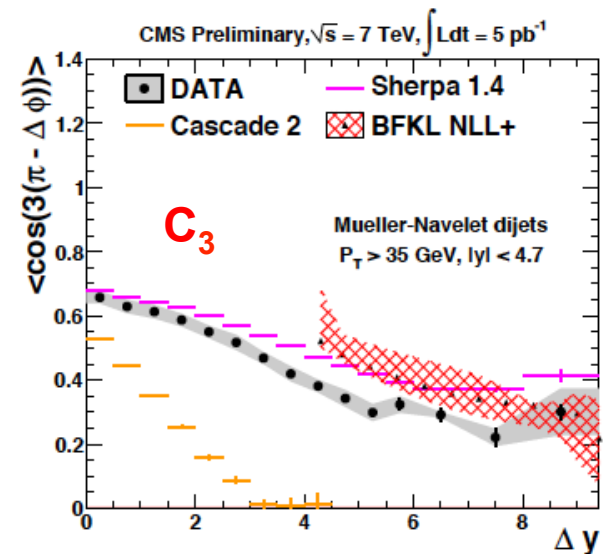 CMS Preliminary,√s = 7 TeV,∫Ldt = 5 pb⁻¹
<cos(3(π - Δ ϕ))>
DATA
Sherpa 1.4
Cascade 2
BFKL NLL+
C₃
Mueller-Navelet dijets
P_T > 35 GeV, |y| < 4.7
1.4
1.2
1
0.8
0.6
0.4
0.2
0
0 2 4 6 8
Δ y